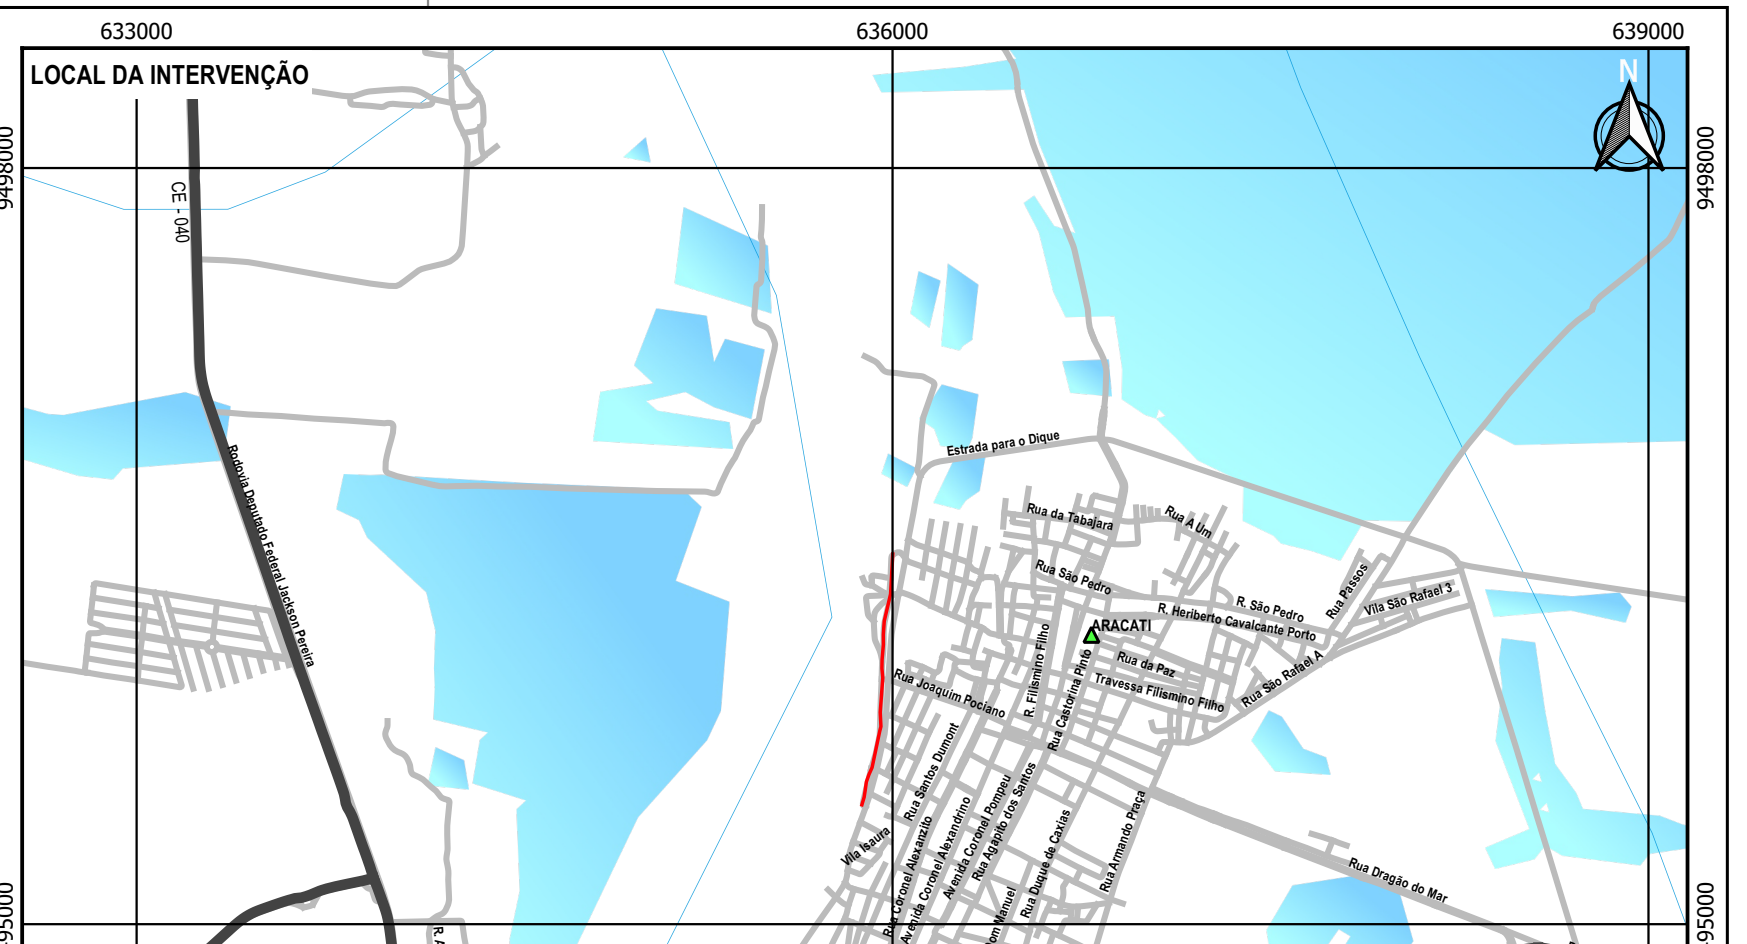 633000
636000
639000
LOCAL DA INTERVENÇÃO
N
9498000
9498000
CE - 040
Estrada para o Dique
Rodovia Deputado Federal Jackson Pereira
Rua da Tabajara
Rua A Um
Rua São Pedro
Rua Passos
Vila São Rafael 3
R. São Pedro
R. Heriberto Cavalcante Porto
ARACATI
R. Filismino Filho
Rua Castorina Pinto
Rua da Paz
Travessa Filismino Filho
Rua São Rafael A
Rua Joaquim Pociano
Rua Santos Dumont
Vila Isaura
Rua Coronel Alexanzito
Avenida Coronel Alexandrino
Avenida Coronel Pompeu
Rua Agapito dos Santos
Rua Duque de Caxias
Rua Armando Praça
Rua Dragão do Mar
om Manuel
R. A
95000
95000